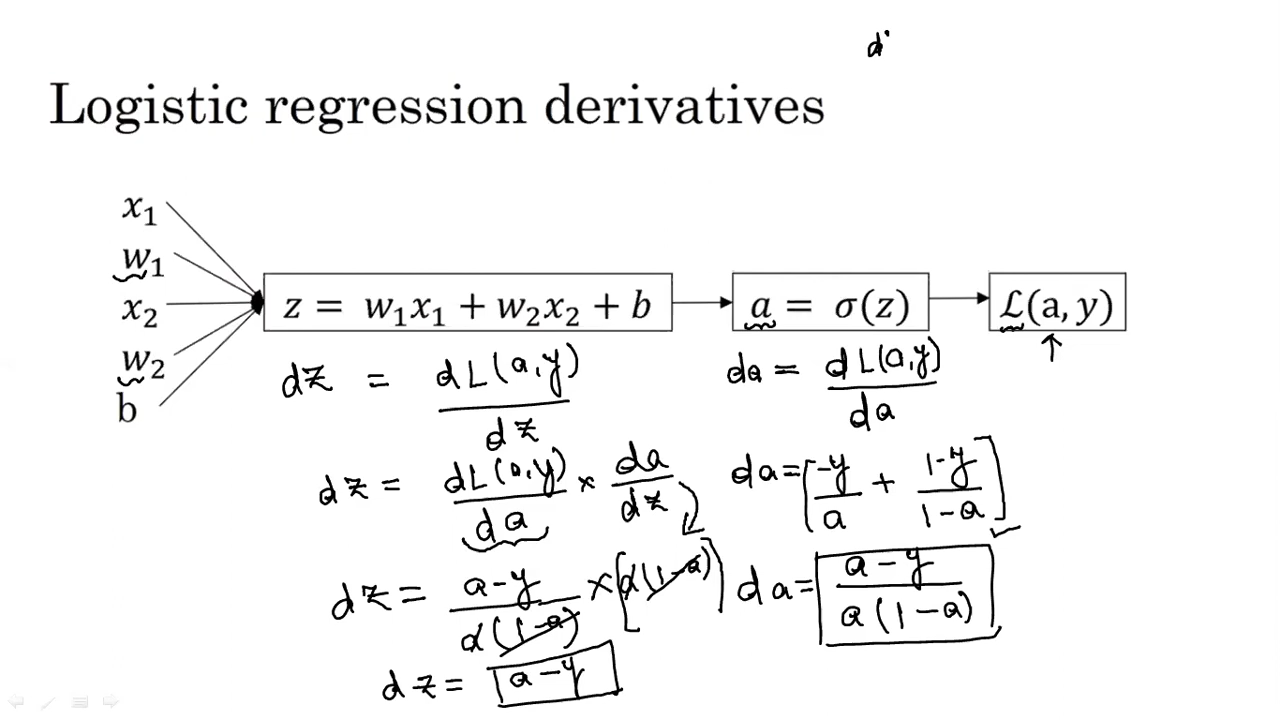 d
Logistic regression derivatives
x₁
w₁
x₂
w₂
b
z = w₁x₁ + w₂x₂ + b
a = σ(z)
ℒ(a, y)
dz = dL(a,y) / dz
dz = dL(a,y) / da × da / dz
dz = a-y / a(1-a) × [a(1-a)]
dz = a-y
da = dL(a,y) / da
da = [-y / a + 1-y / 1-a]
da = a-y / a(1-a)